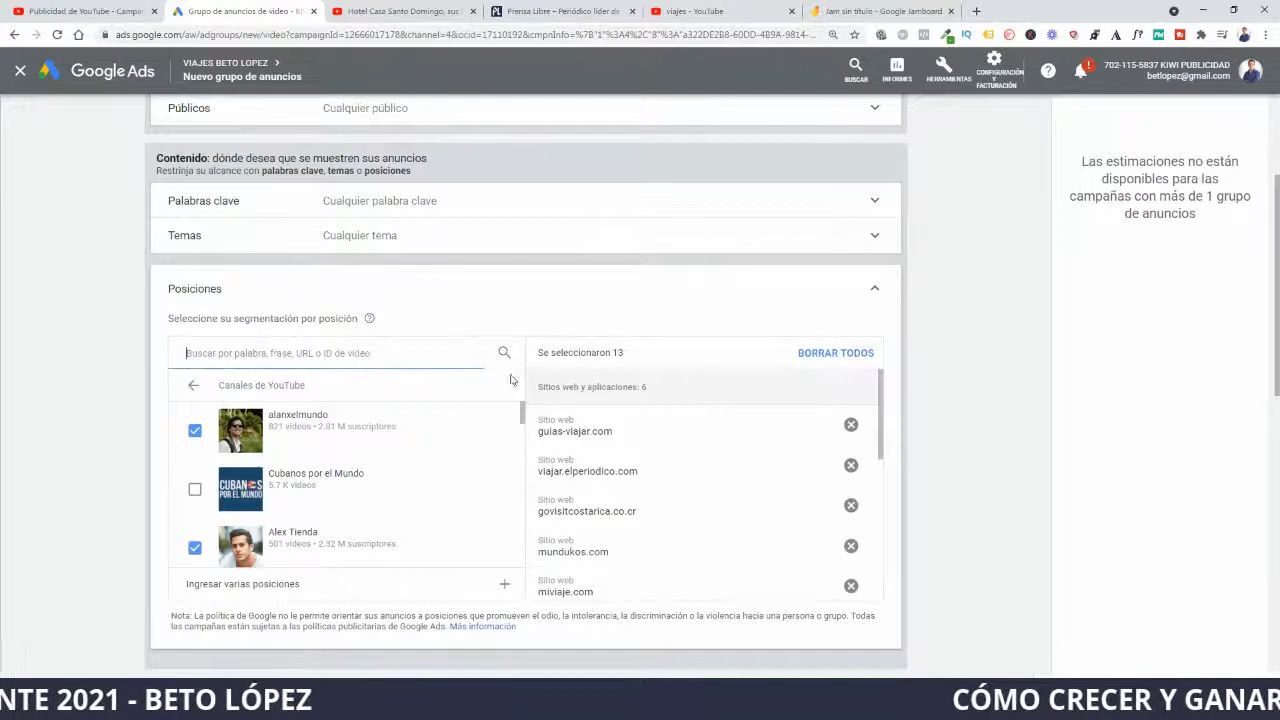 Publicidad de YouTube - Campa
Grupo de anuncios de video - Ki
Hotel Casa Santo Domingo, sus
Prensa Libre – Periódico líder de
viajes - YouTube
Jam sin título - Google Jamboard
ads.google.com/aw/adgroups/new/video?campaignId=12666017178&channel=4&ocid=17110192&cmpnInfo=%7B"1"%3A4%2C"8"%3A"a322DE2B8-60DD-4B9A-9814-...
Google Ads
VIAJES BETO LOPEZ
Nuevo grupo de anuncios
BUSCAR
INFORMES
HERRAMIENTAS
CONFIGURACIÓN Y FACTURACIÓN
702-115-5837 KIWI PUBLICIDAD
betlopez@gmail.com
Públicos
Cualquier público
Contenido: dónde desea que se muestren sus anuncios
Restrinja su alcance con palabras clave, temas o posiciones
Palabras clave
Cualquier palabra clave
Temas
Cualquier tema
Posiciones
Seleccione su segmentación por posición
Buscar por palabra, frase, URL o ID de video
Canales de YouTube
alanxelmundo
821 videos • 2.81 M suscriptores
Cubanos por el Mundo
5.7 K videos
CUBANOS
POR EL MUNDO
Alex Tienda
501 videos • 2.32 M suscriptores
Ingresar varias posiciones
Se seleccionaron 13
BORRAR TODOS
Sitios web y aplicaciones: 6
Sitio web
guias-viajar.com
Sitio web
viajar.elperiodico.com
Sitio web
govisitcostarica.co.cr
Sitio web
mundukos.com
Sitio web
miviaje.com
Nota: La política de Google no le permite orientar sus anuncios a posiciones que promueven el odio, la intolerancia, la discriminación o la violencia hacia una persona o grupo. Todas
las campañas están sujetas a las políticas publicitarias de Google Ads. Más información
Las estimaciones no están
disponibles para las
campañas con más de 1 grupo
de anuncios
NTE 2021 - BETO LÓPEZ
CÓMO CRECER Y GANAR